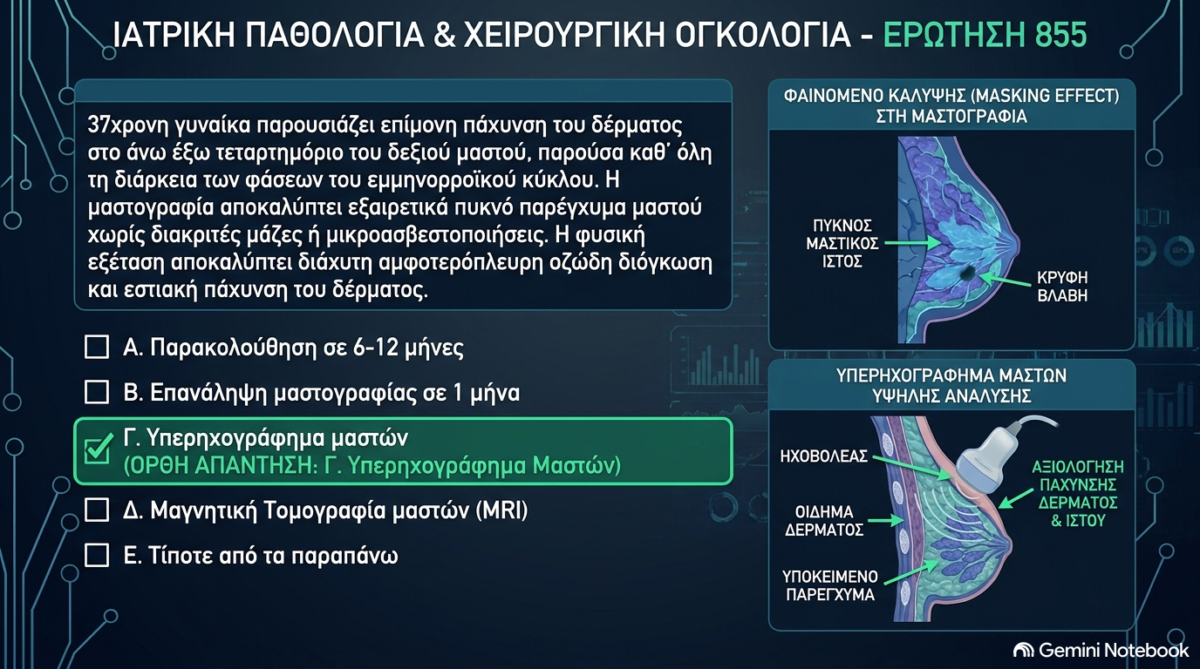 ΙΑΤΡΙΚΗ ΠΑΘΟΛΟΓΙΑ & ΧΕΙΡΟΥΡΓΙΚΗ ΟΓΚΟΛΟΓΙΑ - ΕΡΩΤΗΣΗ 855
37χρονη γυναίκα παρουσιάζει επίμονη πάχυνση του δέρματος
στο άνω έξω τεταρτημόριο του δεξιού μαστού, παρούσα καθ' όλη
τη διάρκεια των φάσεων του εμμηνορροϊκού κύκλου. Η
μαστογραφία αποκαλύπτει εξαιρετικά πυκνό παρέγχυμα μαστού
χωρίς διακριτές μάζες ή μικροασβεστοποιήσεις. Η φυσική
εξέταση αποκαλύπτει διάχυτη αμφοτερόπλευρη οζώδη διόγκωση
και εστιακή πάχυνση του δέρματος.
Α. Παρακολούθηση σε 6-12 μήνες
Β. Επανάληψη μαστογραφίας σε 1 μήνα
Γ. Υπερηχογράφημα μαστών
(ΟΡΘΗ ΑΠΑΝΤΗΣΗ: Γ. Υπερηχογράφημα Μαστών)
Δ. Μαγνητική Τομογραφία μαστών (MRI)
Ε. Τίποτε από τα παραπάνω
ΦΑΙΝΟΜΕΝΟ ΚΑΛΥΨΗΣ (MASKING EFFECT)
ΣΤΗ ΜΑΣΤΟΓΡΑΦΙΑ
ΠΥΚΝΟΣ
ΜΑΣΤΙΚΟΣ
ΙΣΤΟΣ
ΚΡΥΦΗ
ΒΛΑΒΗ
ΥΠΕΡΗΧΟΓΡΑΦΗΜΑ ΜΑΣΤΩΝ
ΥΨΗΛΗΣ ΑΝΑΛΥΣΗΣ
ΗΧΟΒΟΛΕΑΣ
ΟΙΔΗΜΑ
ΔΕΡΜΑΤΟΣ
ΥΠΟΚΕΙΜΕΝΟ
ΠΑΡΕΓΧΥΜΑ
ΑΞΙΟΛΟΓΗΣΗ
ΠΑΧΥΝΣΗΣ
ΔΕΡΜΑΤΟΣ
& ΙΣΤΟΥ
Gemini Notebook